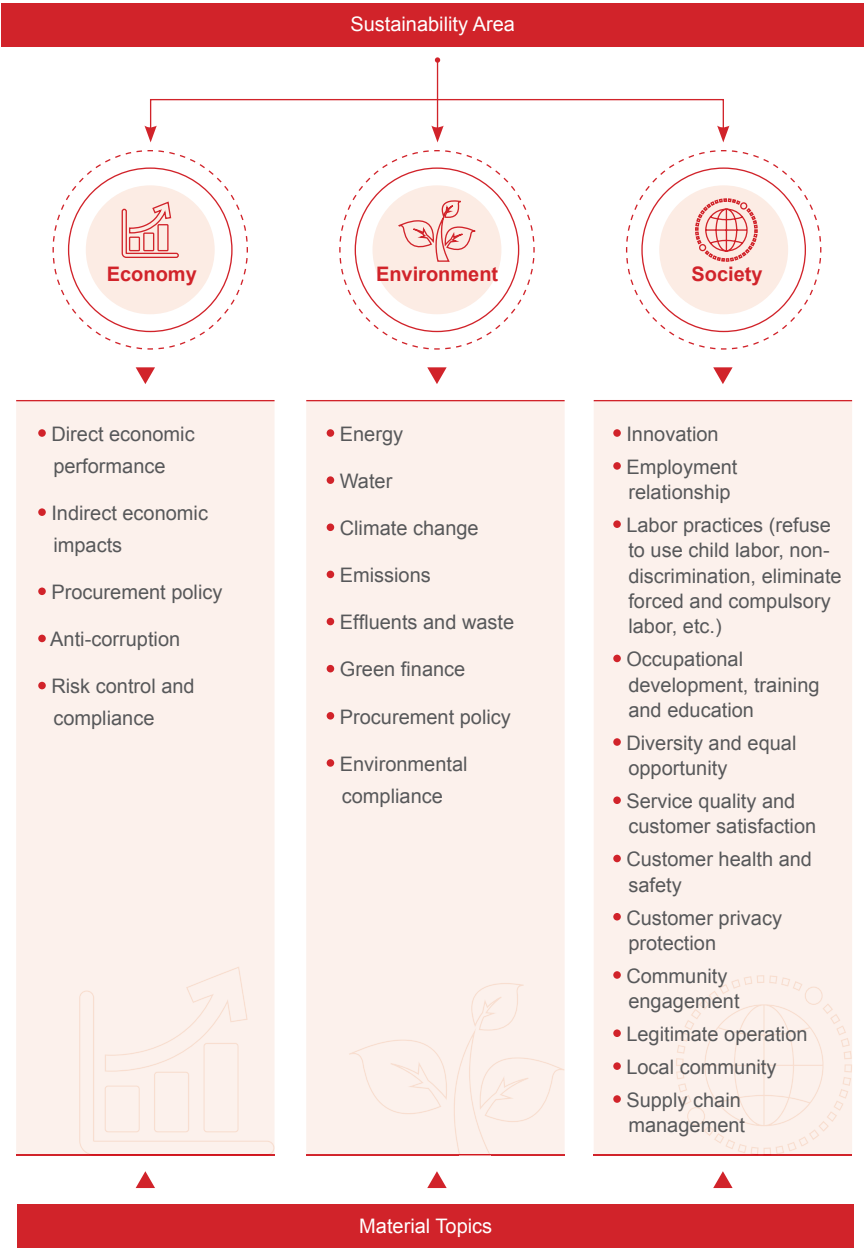 Sustainability Area
Economy
Environment
Society
• Direct economic
performance
• Indirect economic
impacts
• Procurement policy
• Anti-corruption
• Risk control and
compliance
• Energy
• Water
• Climate change
• Emissions
• Effluents and waste
• Green finance
• Procurement policy
• Environmental
compliance
• Innovation
• Employment
relationship
• Labor practices (refuse
to use child labor, non-
discrimination, eliminate
forced and compulsory
labor, etc.)
• Occupational
development, training
and education
• Diversity and equal
opportunity
• Service quality and
customer satisfaction
• Customer health and
safety
• Customer privacy
protection
• Community
engagement
• Legitimate operation
• Local community
• Supply chain
management
Material Topics